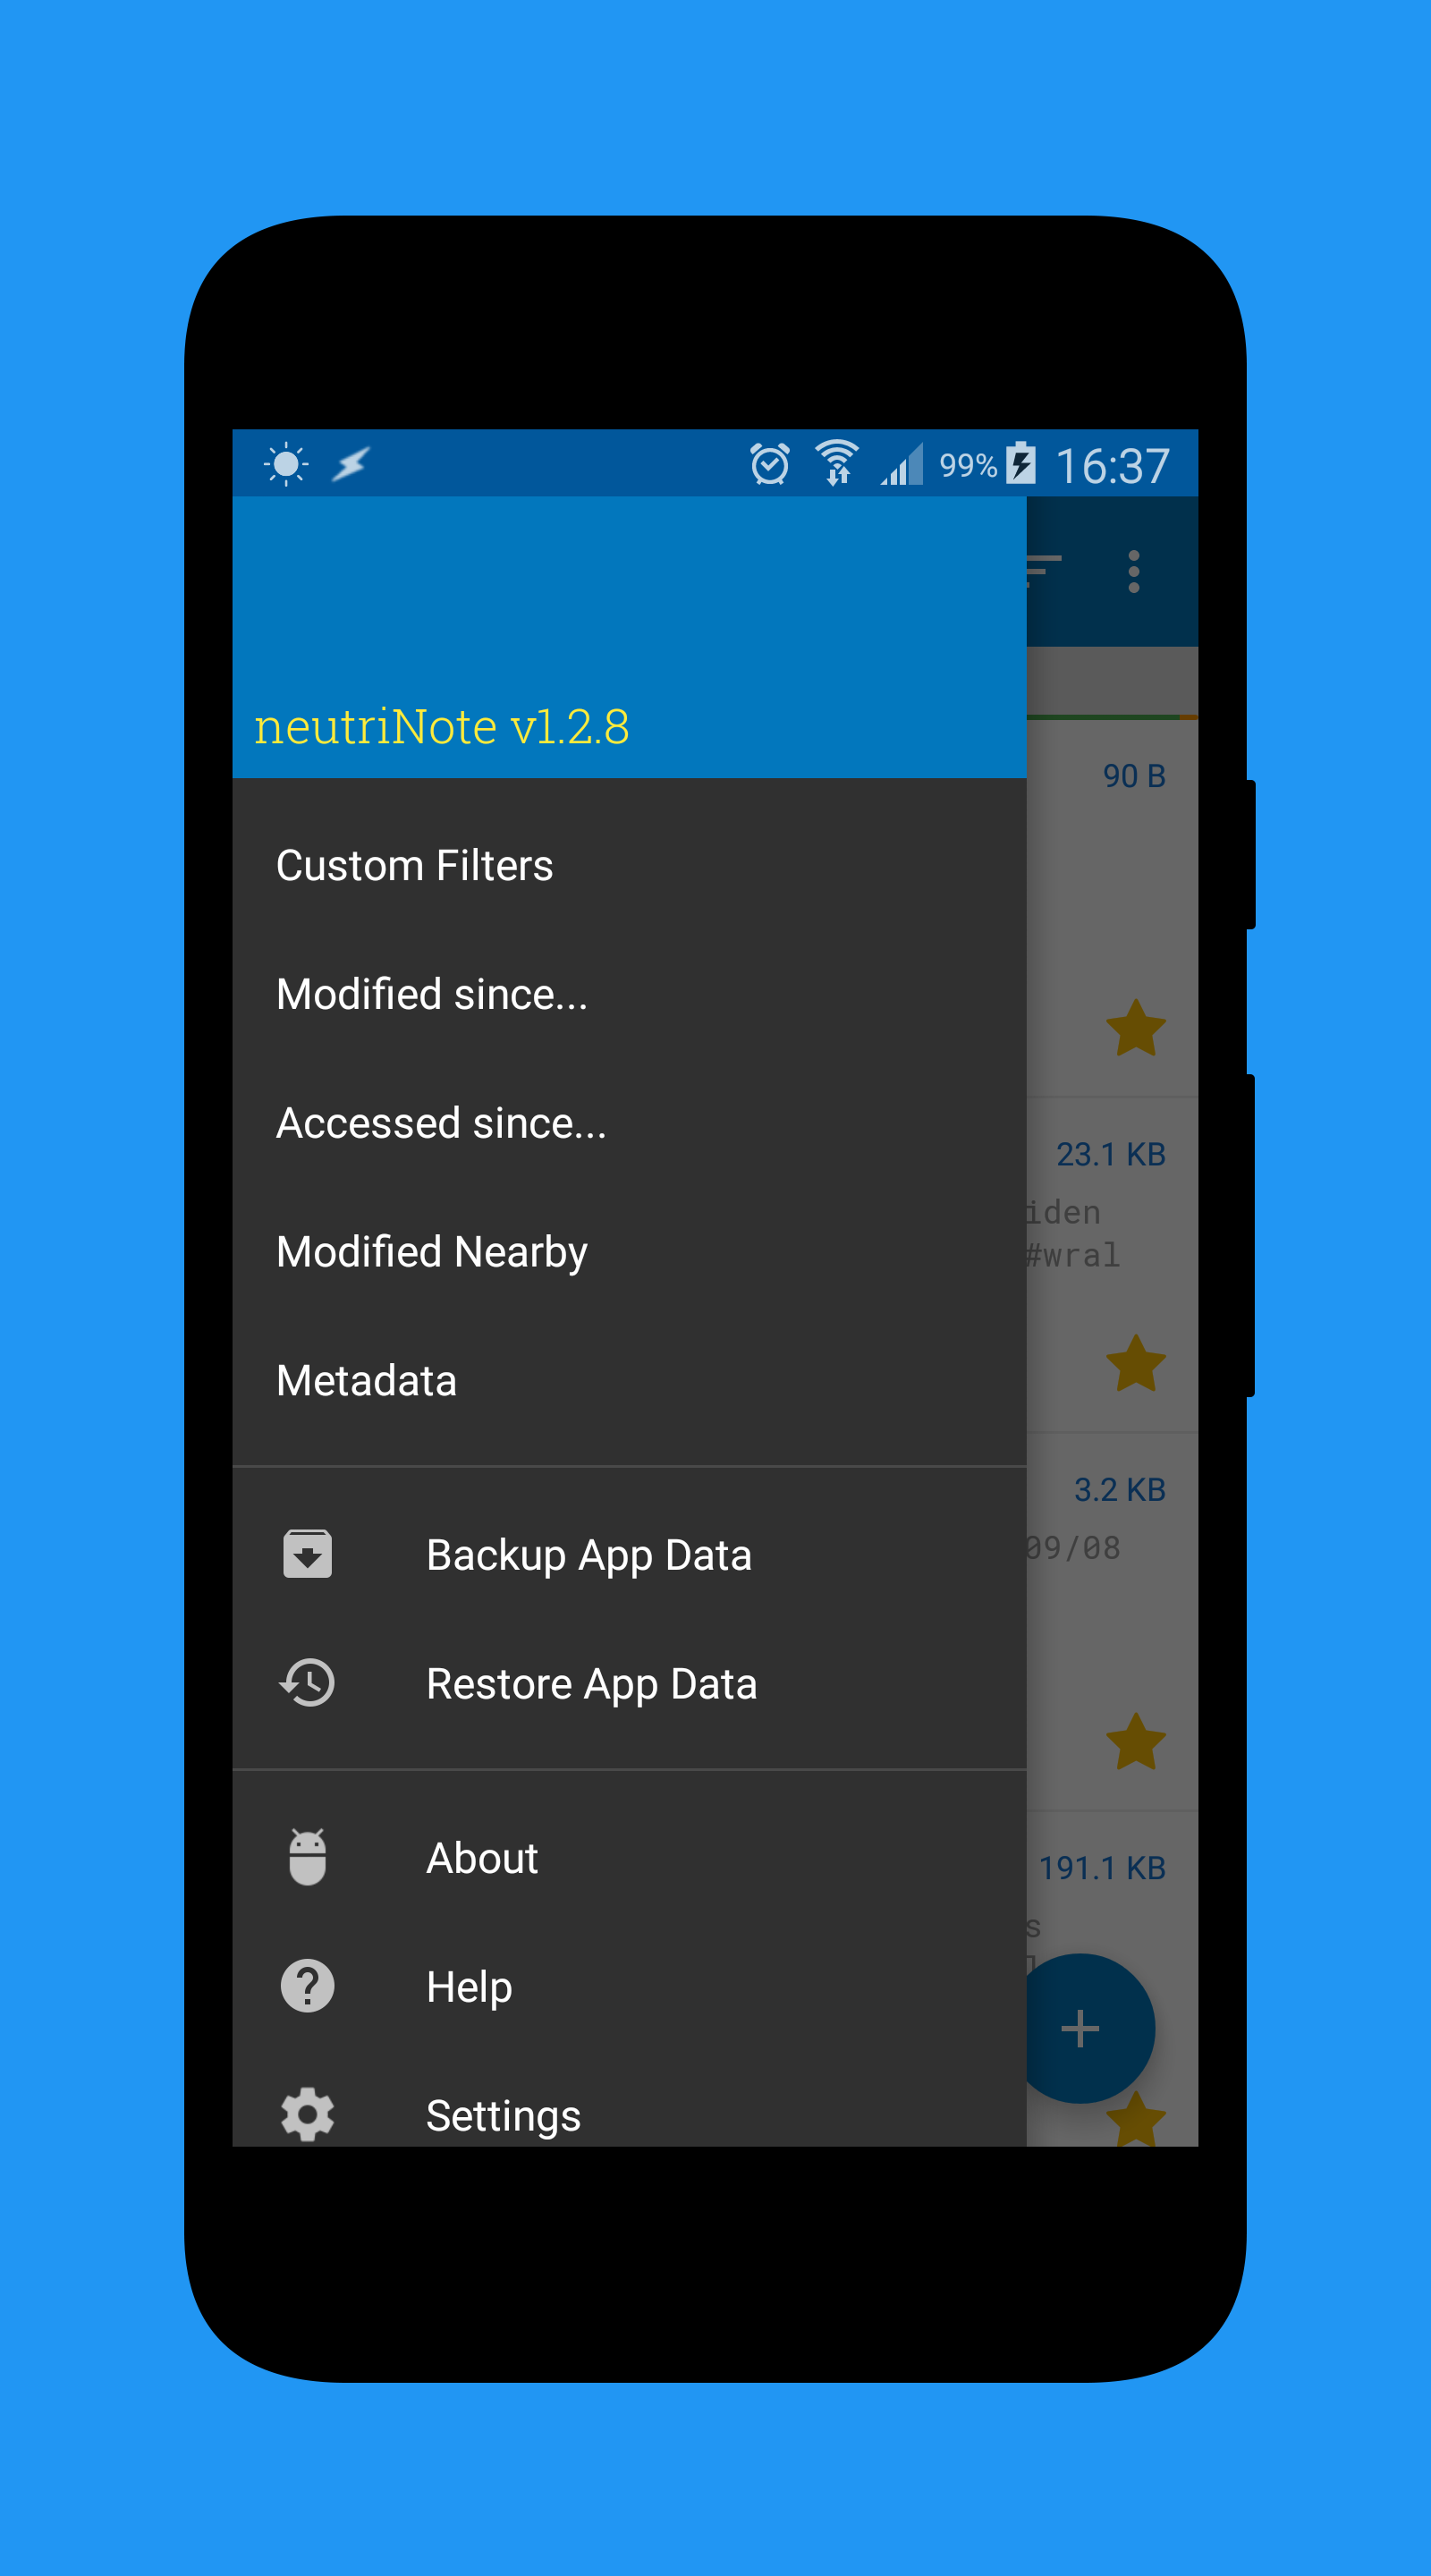 99% 16:37
neutriNote v1.2.8
90 B
Custom Filters
Modified since...
Accessed since...
23.1 KB
iden
#wral
Modified Nearby
Metadata
3.2 KB
09/08
Backup App Data
Restore App Data
About
191.1 KB
s
Help
Settings